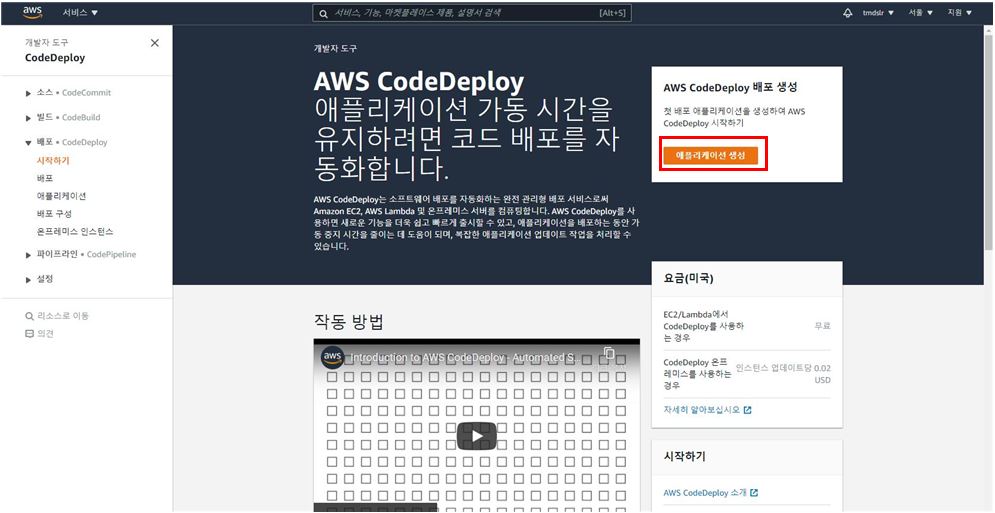 aws
서비스 ▼
서비스, 기능, 마켓플레이스 제품, 설명서 검색
[Alt+S]
tmdslr ▼
서울 ▼
지원 ▼
개발자 도구
CodeDeploy
소스 • CodeCommit
빌드 • CodeBuild
배포 • CodeDeploy
시작하기
배포
애플리케이션
배포 구성
온프레미스 인스턴스
파이프라인 • CodePipeline
설정
리소스로 이동
의견
개발자 도구
AWS CodeDeploy
애플리케이션 가동 시간을
유지하려면 코드 배포를 자
동화합니다.
AWS CodeDeploy는 소프트웨어 배포를 자동화하는 완전 관리형 배포 서비스로써
Amazon EC2, AWS Lambda 및 온프레미스 서버를 컴퓨팅합니다. AWS CodeDeploy를 사
용하면 새로운 기능을 더욱 쉽고 빠르게 출시할 수 있고, 애플리케이션을 배포하는 동안 가
동 중지 시간을 줄이는 데 도움이 되며, 복잡한 애플리케이션 업데이트 작업을 처리할 수
있습니다.
AWS CodeDeploy 배포 생성
첫 배포 애플리케이션을 생성하여 AWS
CodeDeploy 시작하기
애플리케이션 생성
작동 방법
aws
Introduction to AWS CodeDeploy - Automated S...
요금(미국)
EC2/Lambda에서
CodeDeploy를 사용하
는 경우
무료
CodeDeploy 온프
레미스를 사용하는
경우
인스턴스 업데이트당 0.02
USD
자세히 알아보십시오
시작하기
AWS CodeDeploy 소개